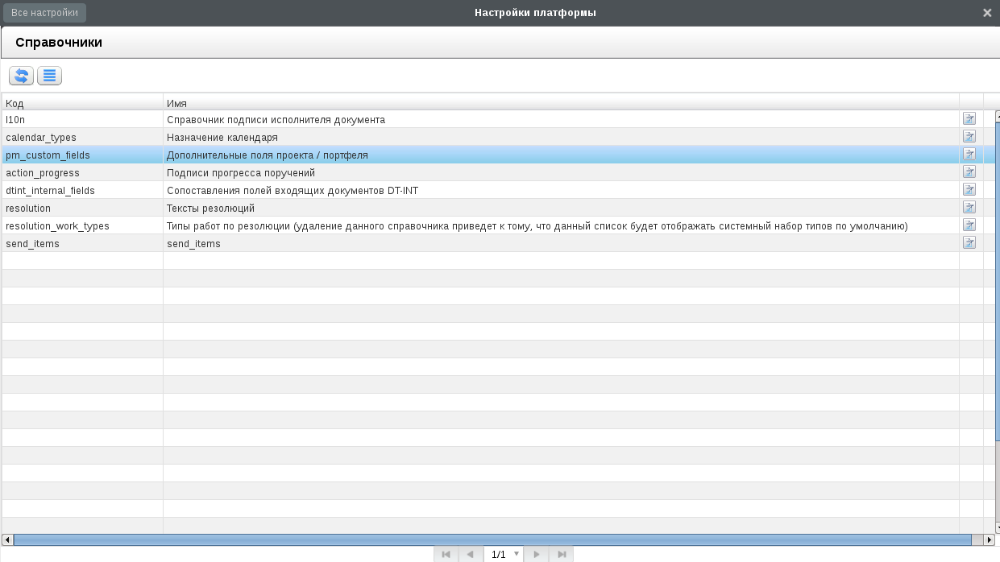 Все настройки
Настройки платформы
Справочники
Код Имя
l10n Справочник подписи исполнителя документа
calendar_types Назначение календаря
pm_custom_fields Дополнительные поля проекта / портфеля
action_progress Подписи прогресса поручений
dtint_internal_fields Сопоставления полей входящих документов DT-INT
resolution Тексты резолюций
resolution_work_types Типы работ по резолюции (удаление данного справочника приведет к тому, что данный список будет отображать системный набор типов по умолчанию)
send_items send_items
1/1